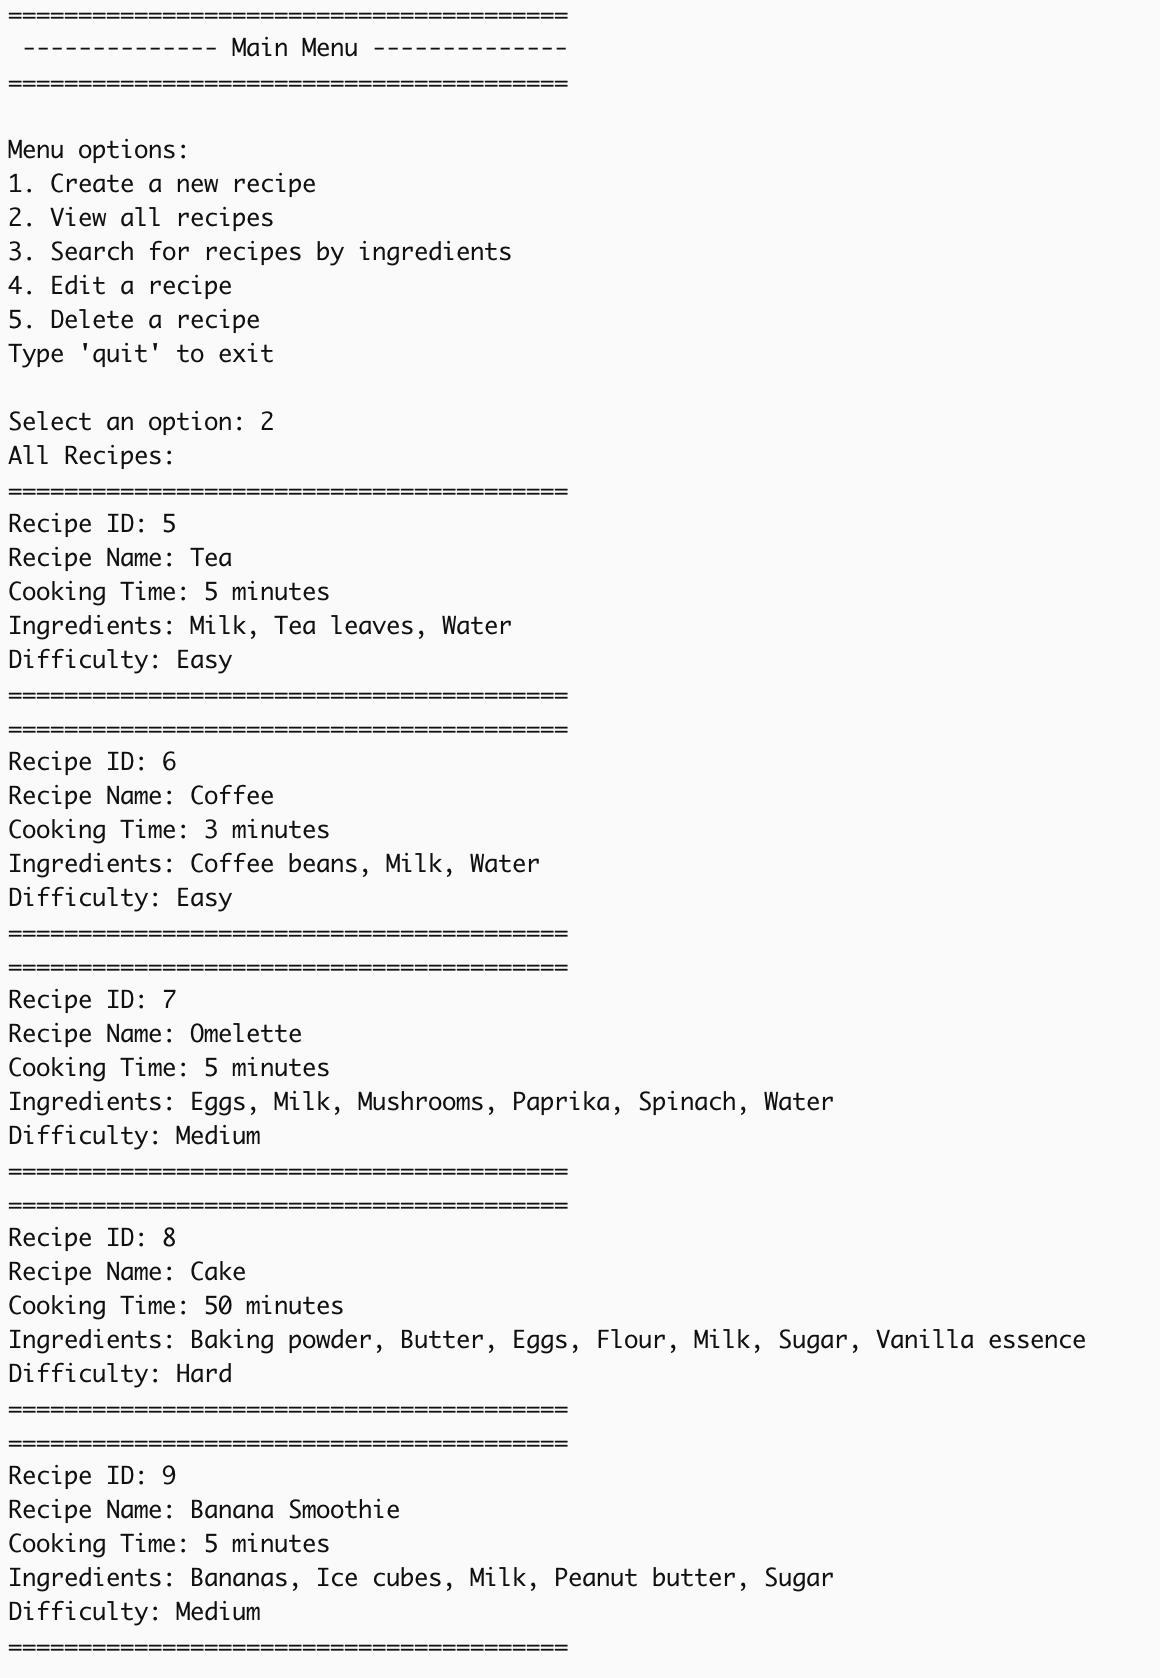 ========================================
 -------------- Main Menu --------------
========================================

Menu options:
1. Create a new recipe
2. View all recipes
3. Search for recipes by ingredients
4. Edit a recipe
5. Delete a recipe
Type 'quit' to exit

Select an option: 2
All Recipes:
========================================
Recipe ID: 5
Recipe Name: Tea
Cooking Time: 5 minutes
Ingredients: Milk, Tea leaves, Water
Difficulty: Easy
========================================
========================================
Recipe ID: 6
Recipe Name: Coffee
Cooking Time: 3 minutes
Ingredients: Coffee beans, Milk, Water
Difficulty: Easy
========================================
========================================
Recipe ID: 7
Recipe Name: Omelette
Cooking Time: 5 minutes
Ingredients: Eggs, Milk, Mushrooms, Paprika, Spinach, Water
Difficulty: Medium
========================================
========================================
Recipe ID: 8
Recipe Name: Cake
Cooking Time: 50 minutes
Ingredients: Baking powder, Butter, Eggs, Flour, Milk, Sugar, Vanilla essence
Difficulty: Hard
========================================
========================================
Recipe ID: 9
Recipe Name: Banana Smoothie
Cooking Time: 5 minutes
Ingredients: Bananas, Ice cubes, Milk, Peanut butter, Sugar
Difficulty: Medium
========================================